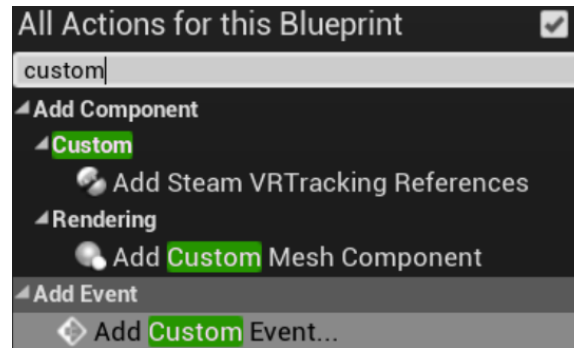 All Actions for this Blueprint
custom
Add Component
Custom
Add Steam VRTracking References
Rendering
Add Custom Mesh Component
Add Event
Add Custom Event...